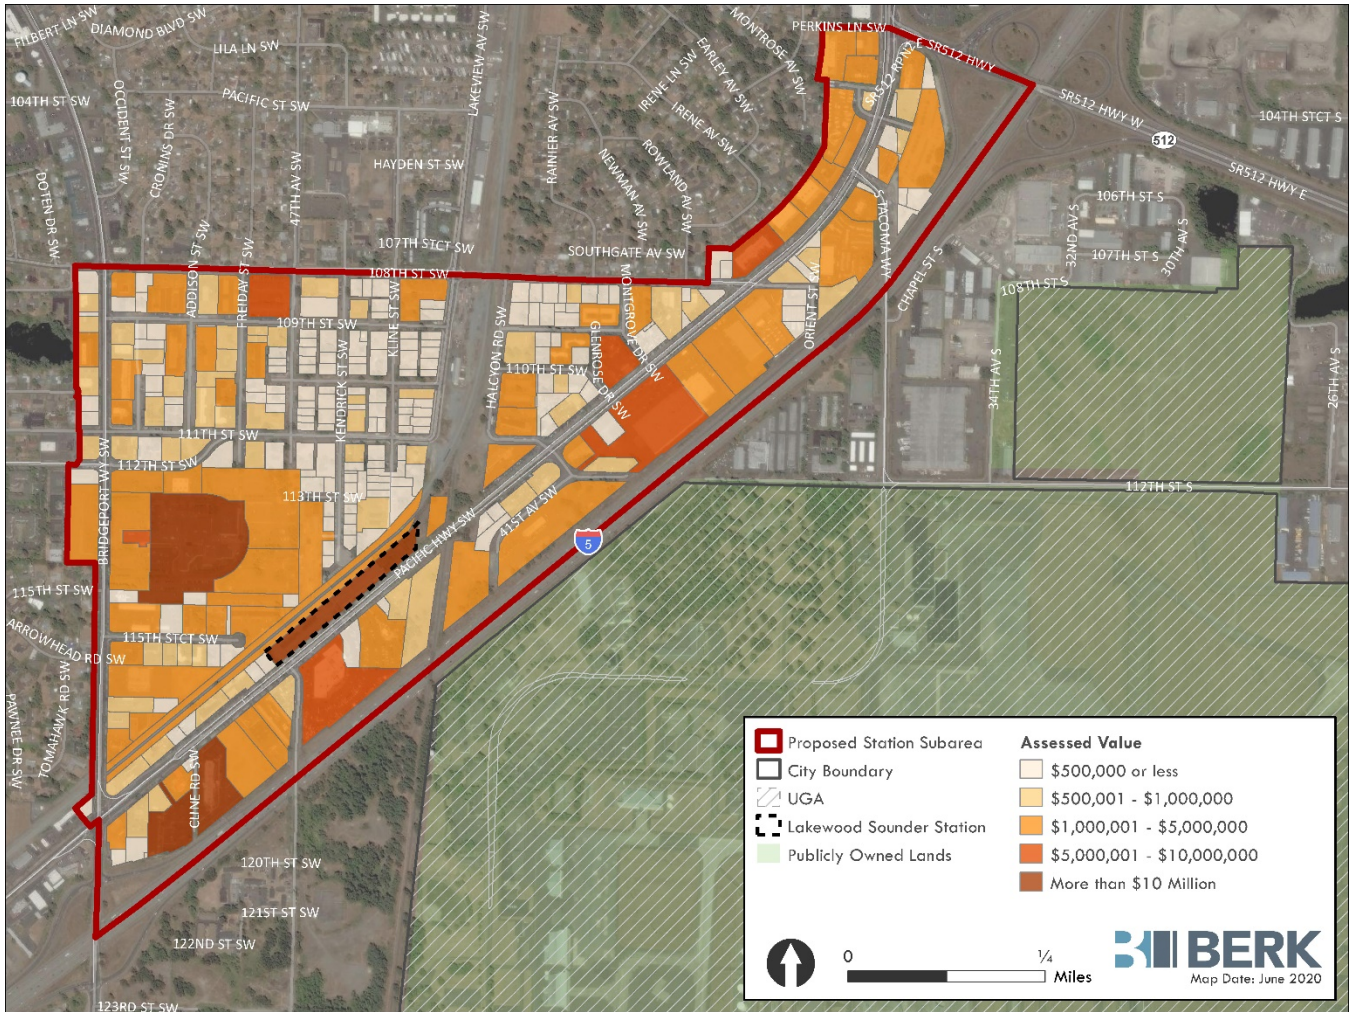 FILBERT LN SW
DIAMOND BLVD SW
LILA LN SW
LAKEVIEW AV SW
MONTROSE AV SW
PERKINS LN SW
EARLEY AV SW
E SR512 HWY
SR512 HWY W
104TH ST SW
OCCIDENT ST SW
PACIFIC ST SW
IRENE LN SW
104TH STCT S
CRONINS DR SW
RAINIER AV SW
IRENE AV SW
512
HAYDEN ST SW
ROWLAND AV SW
NEWMAN AV SW
SR512 HWY E
DOTEN DR SW
47TH AV SW
106TH ST S
S TACOMA WY
ADDISON ST SW
107TH STCT SW
SOUTHGATE AV SW
32ND AV S
107TH ST S
30TH AV S
FREIDAY ST SW
108TH ST SW
MONTGROVE DR SW
CHAPEL ST S
108TH ST S
KLINE ST SW
109TH ST SW
HALCYON RD SW
GLENROSE DR SW
ORIENT ST SW
KENDRICK ST SW
110TH ST SW
34TH AV S
26TH AV S
111TH ST SW
112TH ST SW
BRIDGEPORT WY SW
113TH ST SW
112TH ST S
41ST AV SW
PACIFIC HWY SW
5
115TH ST SW
ARROWHEAD RD SW
115TH STCT SW
TOMAHAWK RD SW
PAWNEE DR SW
CLINE RD SW
120TH ST SW
121ST ST SW
122ND ST SW
123RD ST SW
Proposed Station Subarea
City Boundary
UGA
Lakewood Sounder Station
Publicly Owned Lands
Assessed Value
$500,000 or less
$500,001 - $1,000,000
$1,000,001 - $5,000,000
$5,000,001 - $10,000,000
More than $10 Million
0
¼
Miles
BERK
Map Date: June 2020